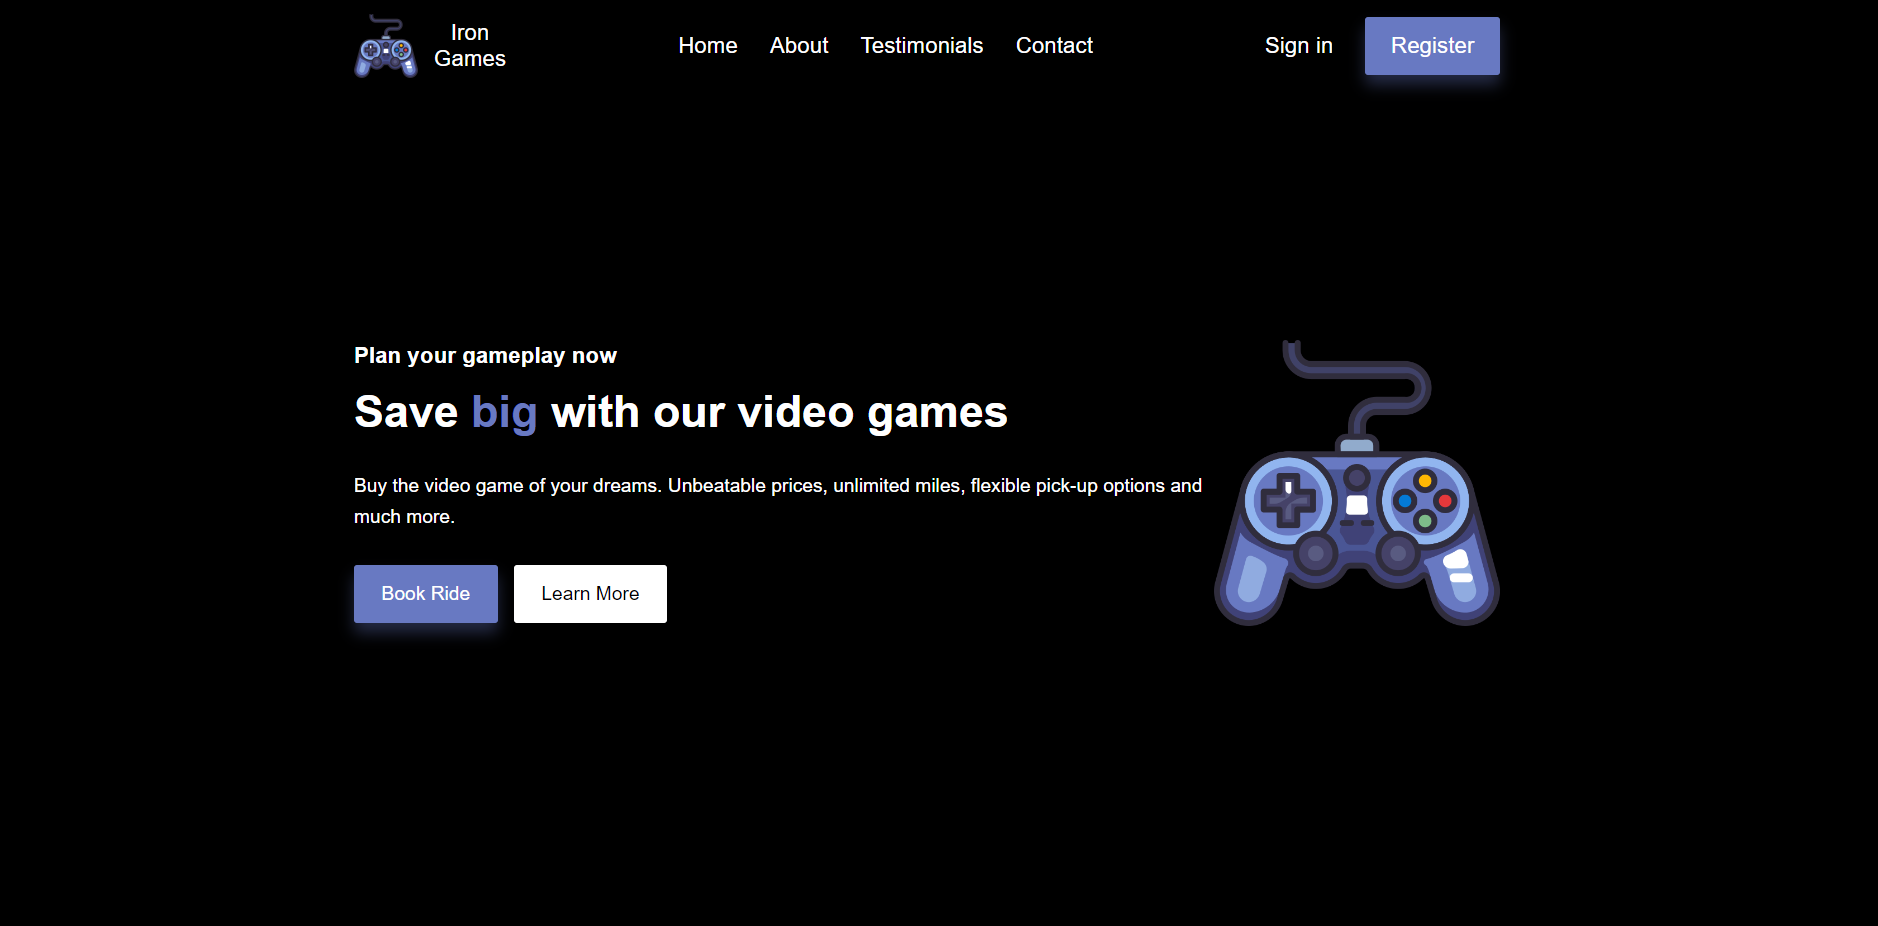 Iron
Games
Home About Testimonials Contact
Sign in Register
Plan your gameplay now
Save big with our video games
Buy the video game of your dreams. Unbeatable prices, unlimited miles, flexible pick-up options and
much more.
Book Ride Learn More